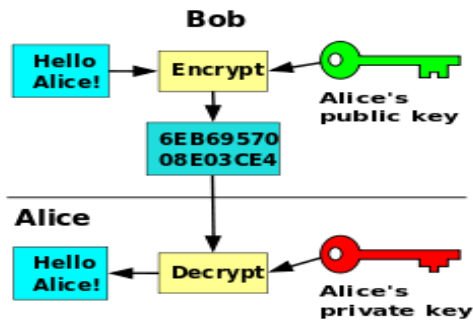 Bob
Hello
Alice!
Encrypt
Alice's
public key
6EB69570
08E03CE4
Alice
Hello
Alice!
Decrypt
Alice's
private key